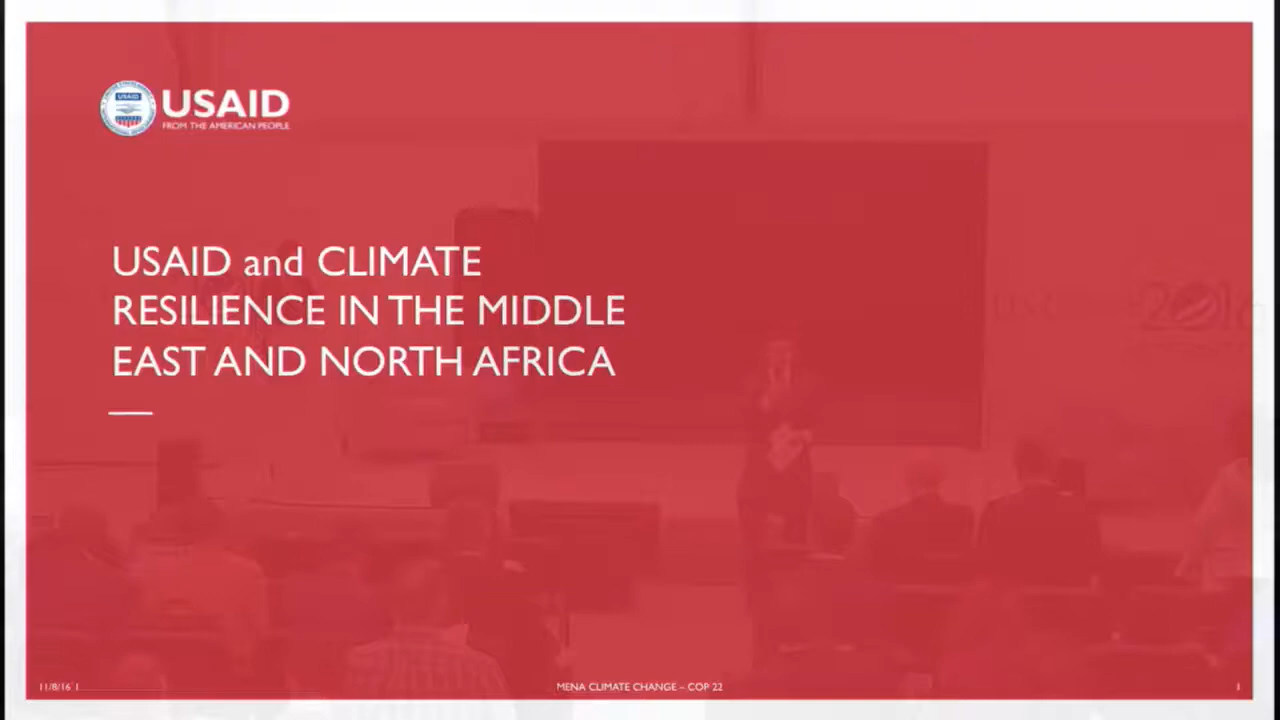 USAID
FROM THE AMERICAN PEOPLE
USAID and CLIMATE
RESILIENCE IN THE MIDDLE
EAST AND NORTH AFRICA
11/8/16
MENA CLIMATE CHANGE – COP 22
1